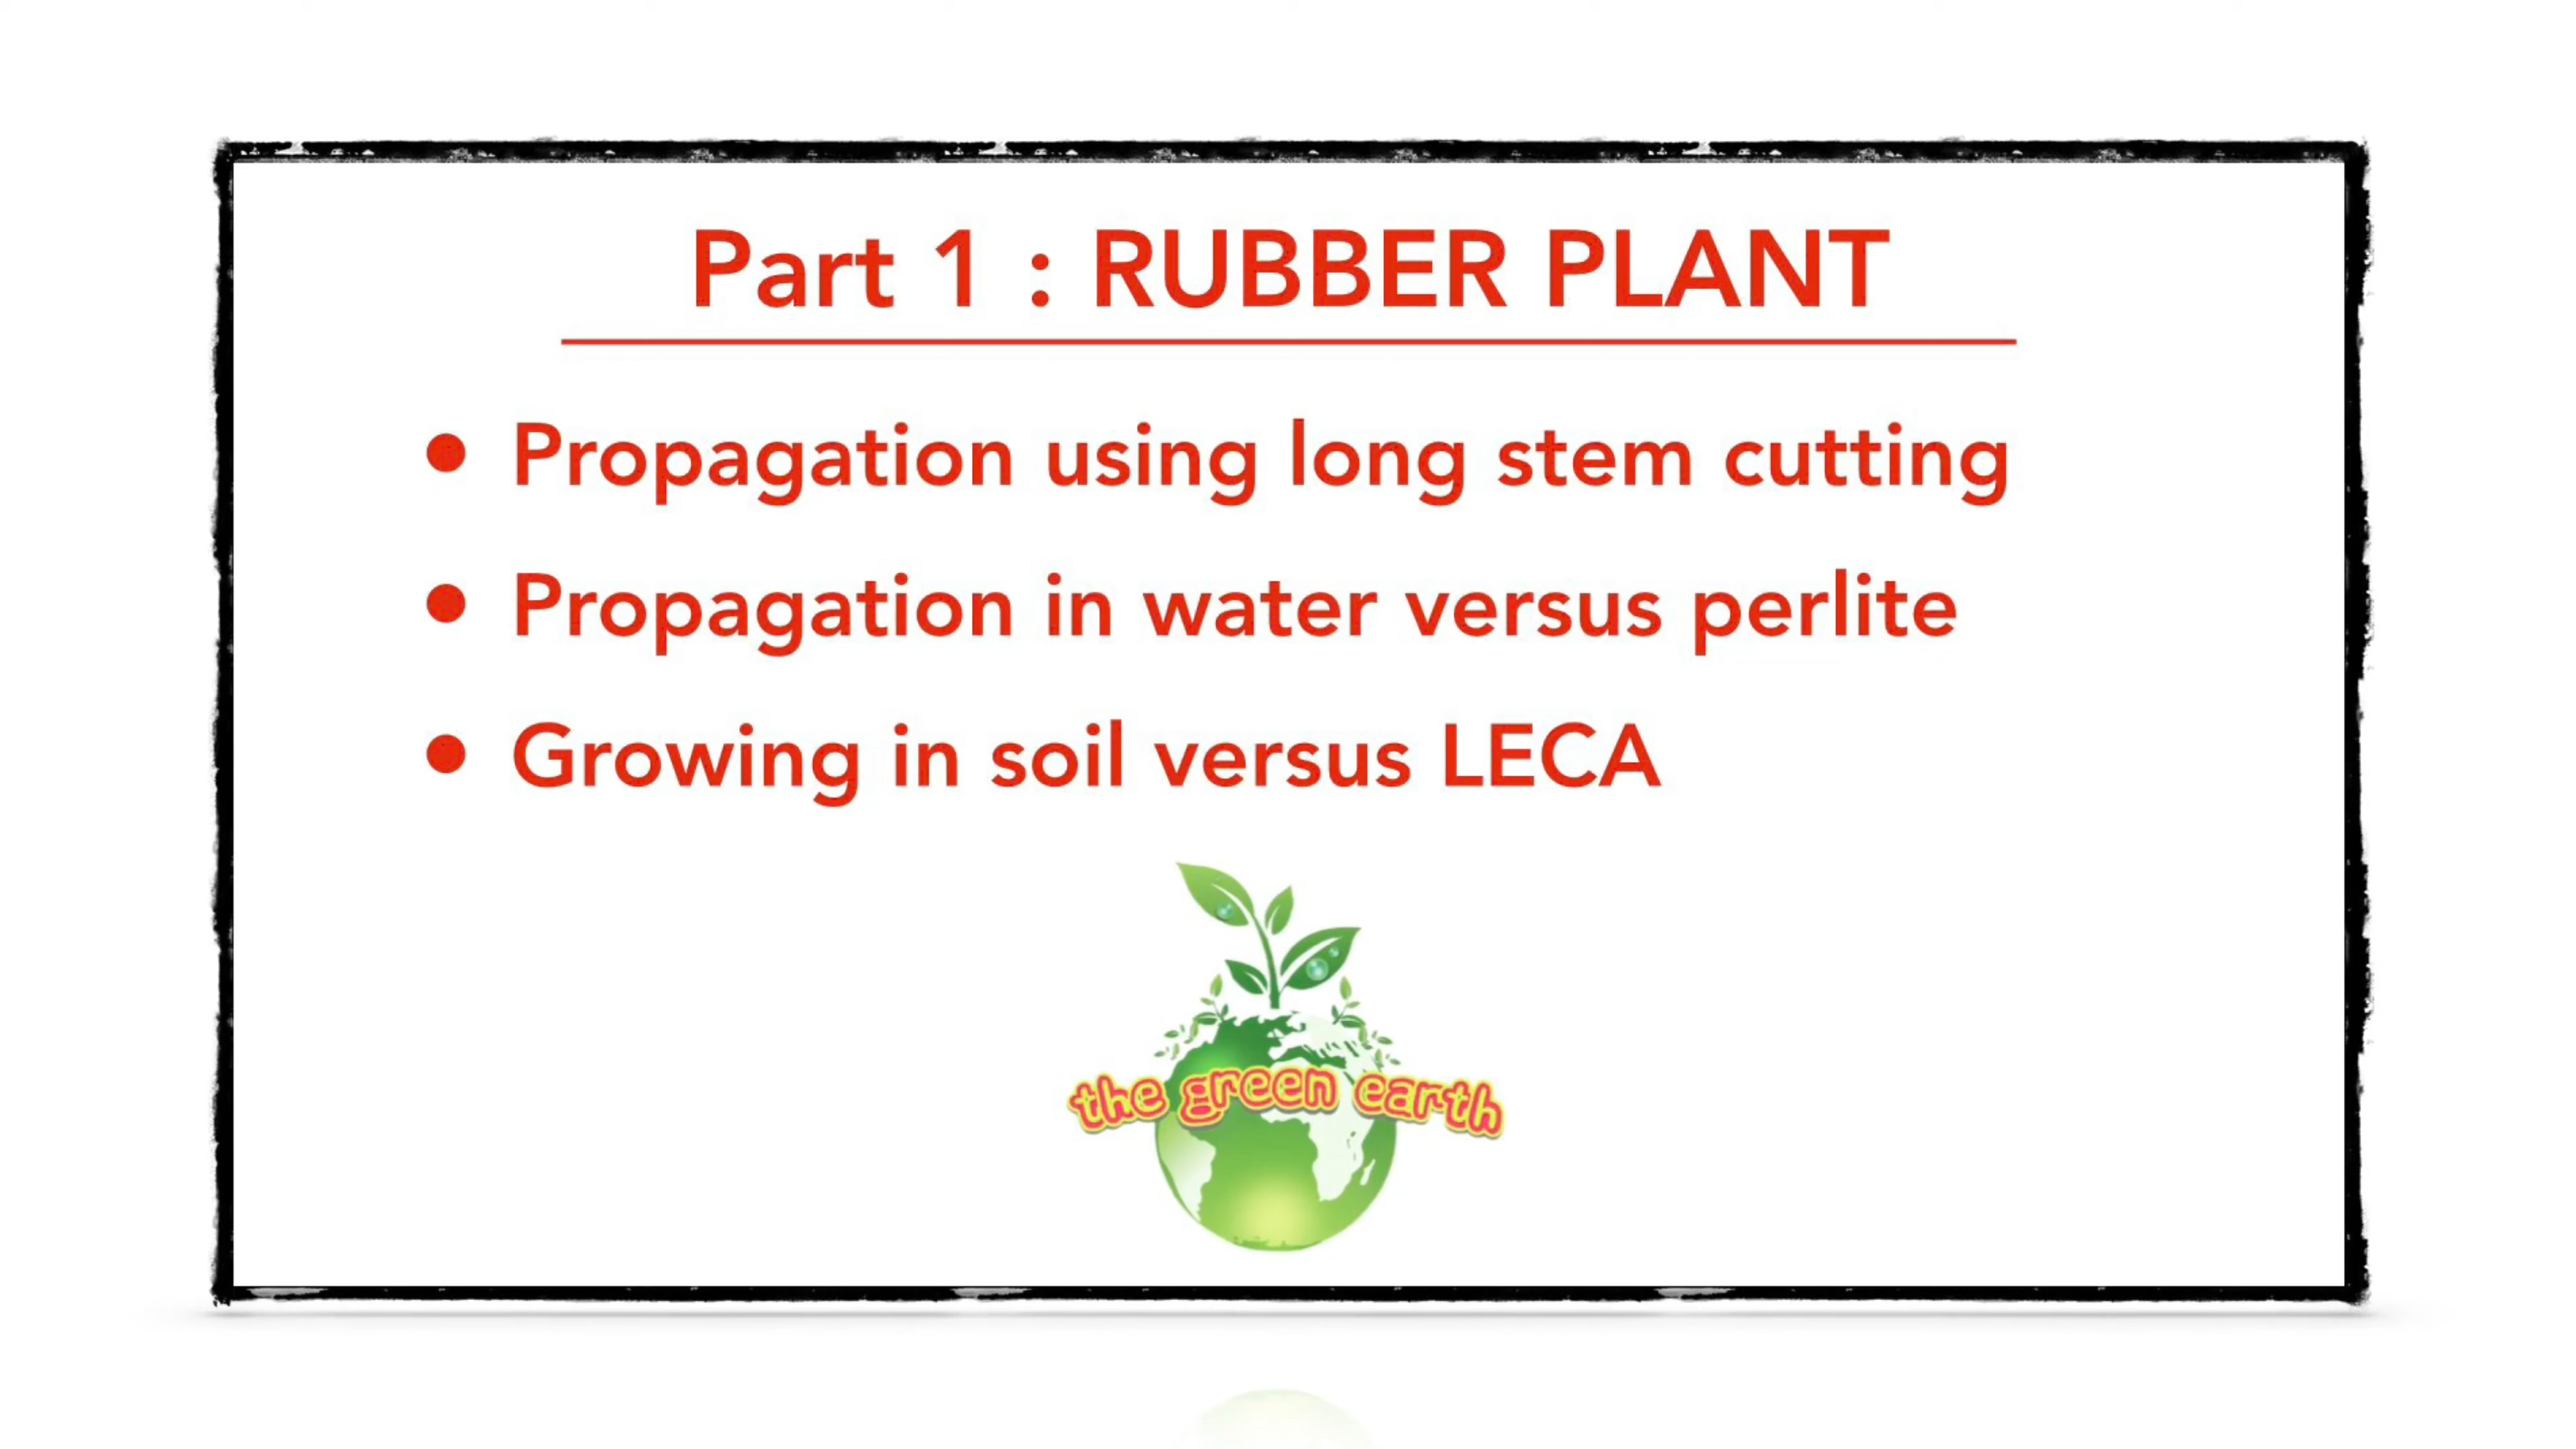 Part 1 : RUBBER PLANT
• Propagation using long stem cutting
• Propagation in water versus perlite
• Growing in soil versus LECA
the green earth